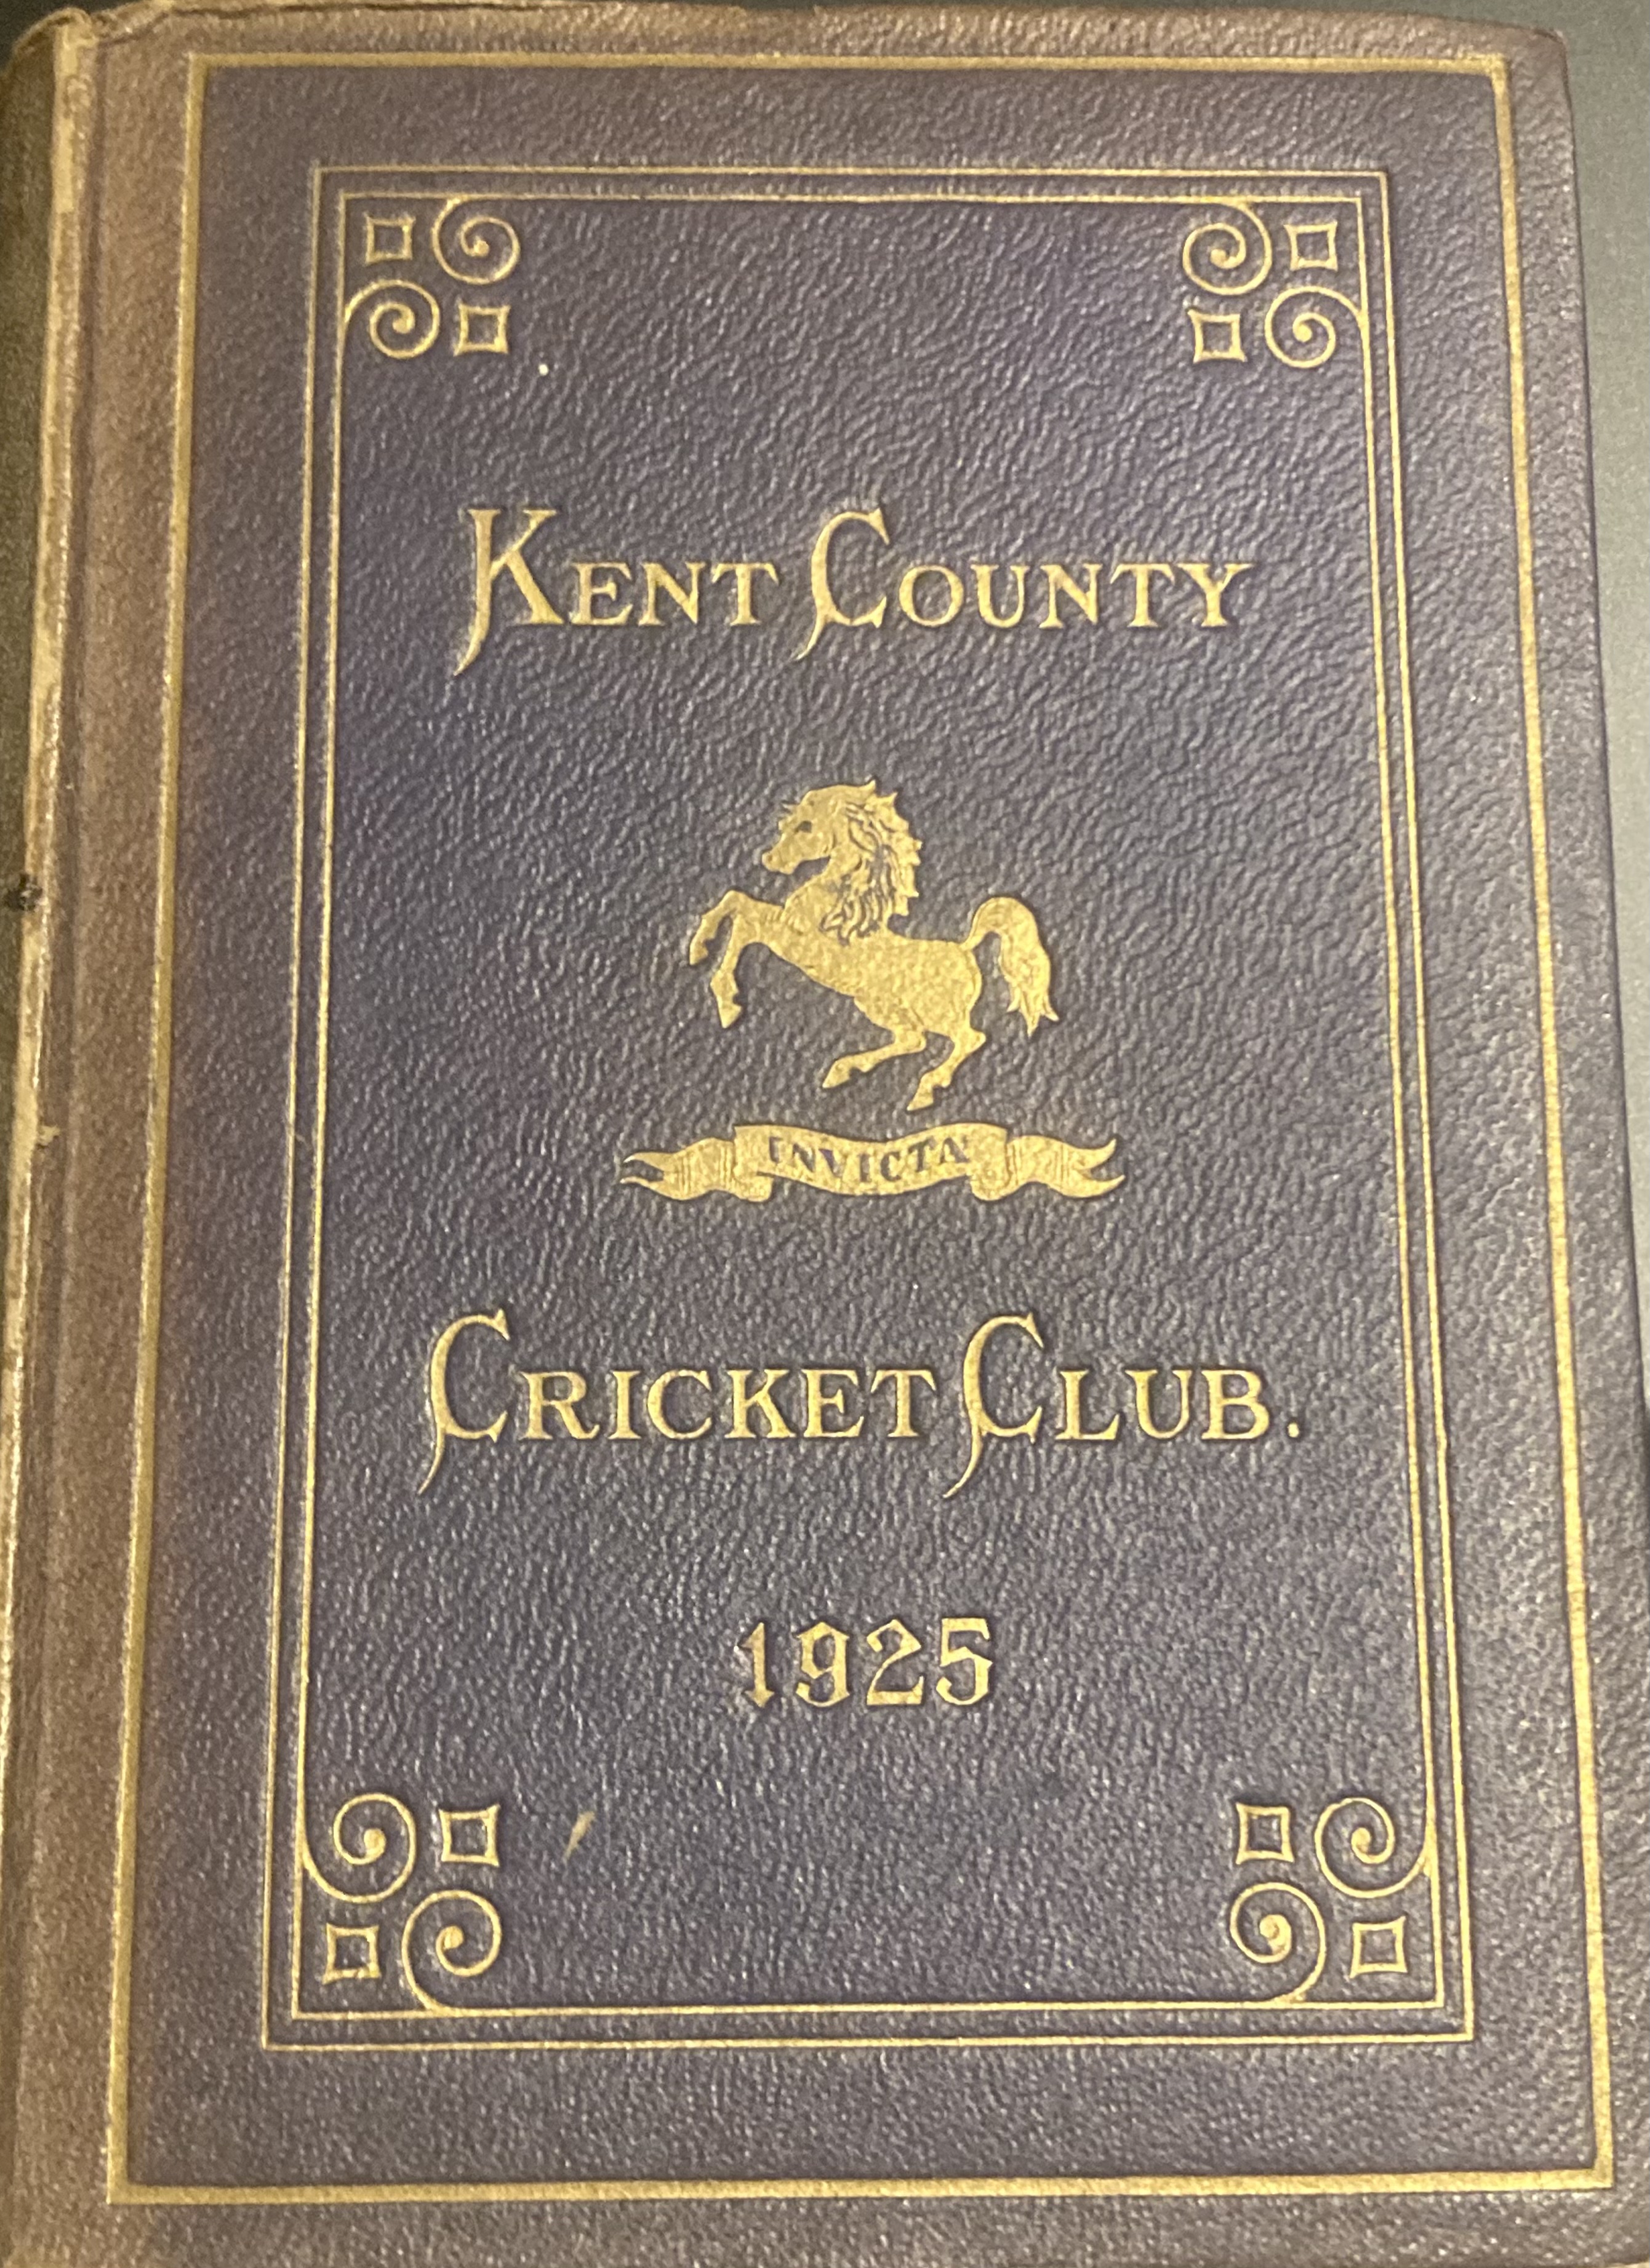 KENT COUNTY
INVICTA
CRICKET CLUB.
1925